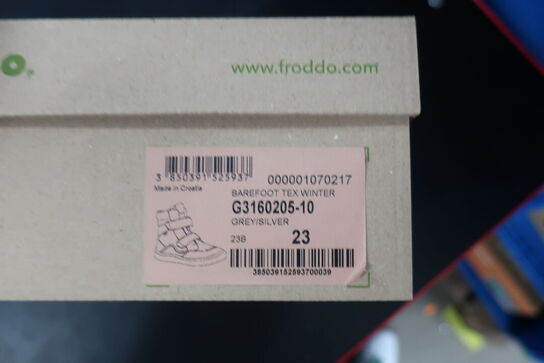 o®
www.froddo.com
3 850391 525937
000001070217
Made in Croatia
BAREFOOT TEX WINTER
G3160205-10
GREY/SILVER
23B
23
385039152593700039